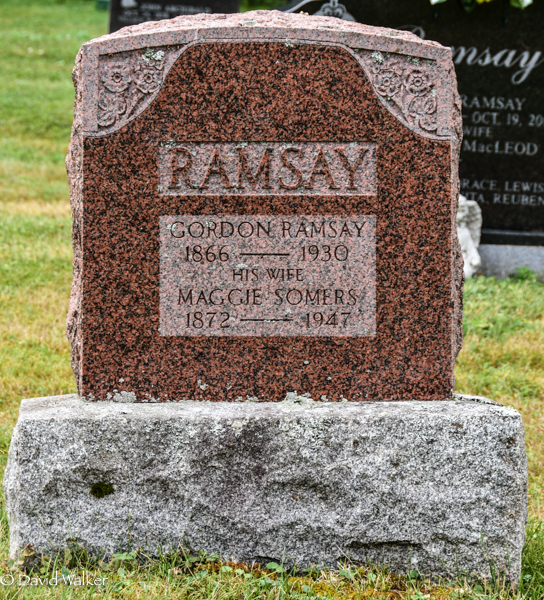 RAMSAY
GORDON RAMSAY
1866 — 1930
HIS WIFE
MAGGIE SOMERS
1872 — 1947
Ramsay
RAMSAY
OCT. 19, 20
WIFE
MacLEOD
RACE, LEWIS
TA, REUBEN
© David Walker